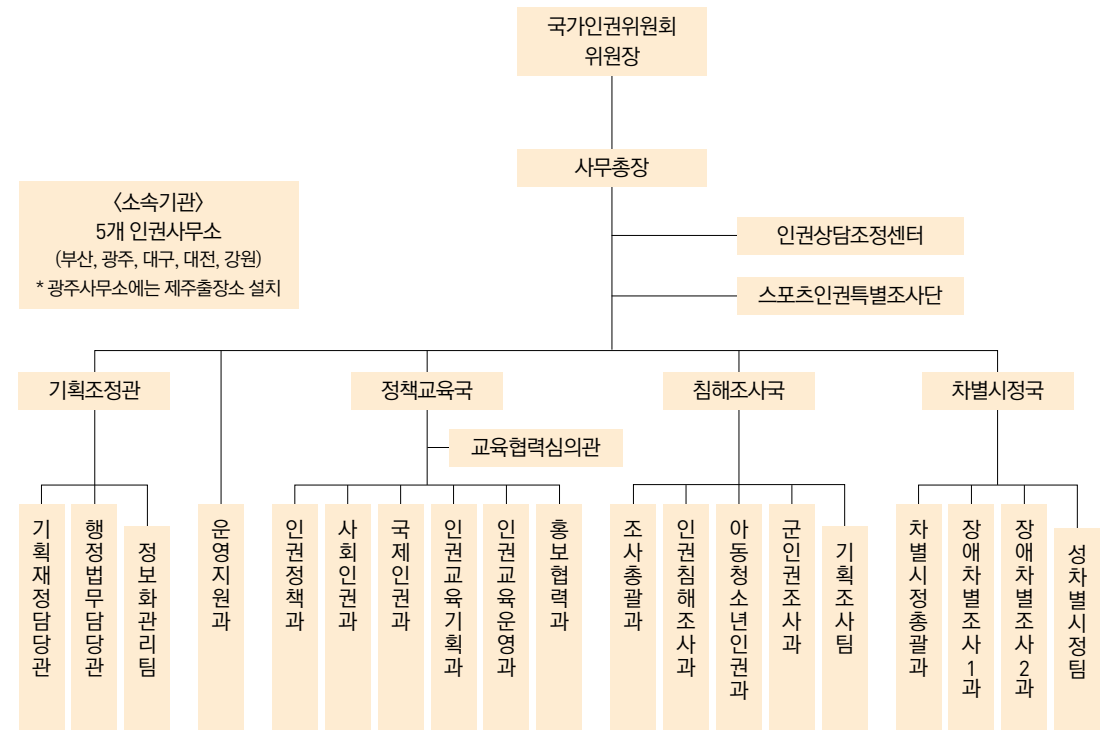 국가인권위원회
위원장
사무총장
〈소속기관〉
5개 인권사무소
(부산, 광주, 대구, 대전, 강원)
* 광주사무소에는 제주출장소 설치
인권상담조정센터
스포츠인권특별조사단
기획조정관
정책교육국
침해조사국
차별시정국
교육협력심의관
기획재정담당관
행정법무담당관
정보화관리팀
운영지원과
인권정책과
사회인권과
국제인권과
인권교육기획과
인권교육운영과
홍보협력과
조사총괄과
인권침해조사과
아동청소년인권과
군인권조사과
기획조사팀
차별시정총괄과
장애차별조사1과
장애차별조사2과
성차별시정팀